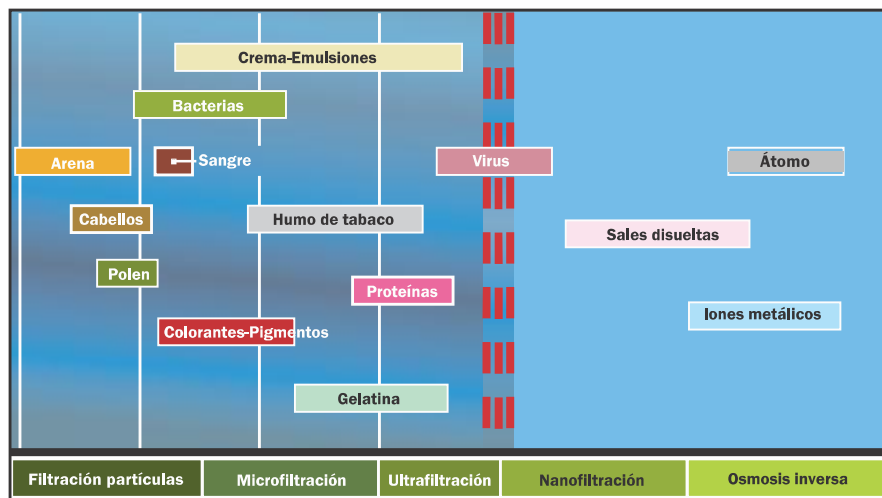 Crema-Emulsiones
Bacterias
Arena
Sangre
Virus
Átomo
Cabellos
Humo de tabaco
Sales disueltas
Polen
Proteínas
Iones metálicos
Colorantes-Pigmentos
Gelatina
Filtración partículas
Microfiltración
Ultrafiltración
Nanofiltración
Osmosis inversa